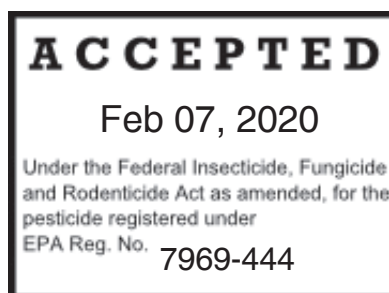 ACCEPTED
Feb 07, 2020
Under the Federal Insecticide, Fungicide
and Rodenticide Act as amended, for the
pesticide registered under
EPA Reg. No. 7969-444